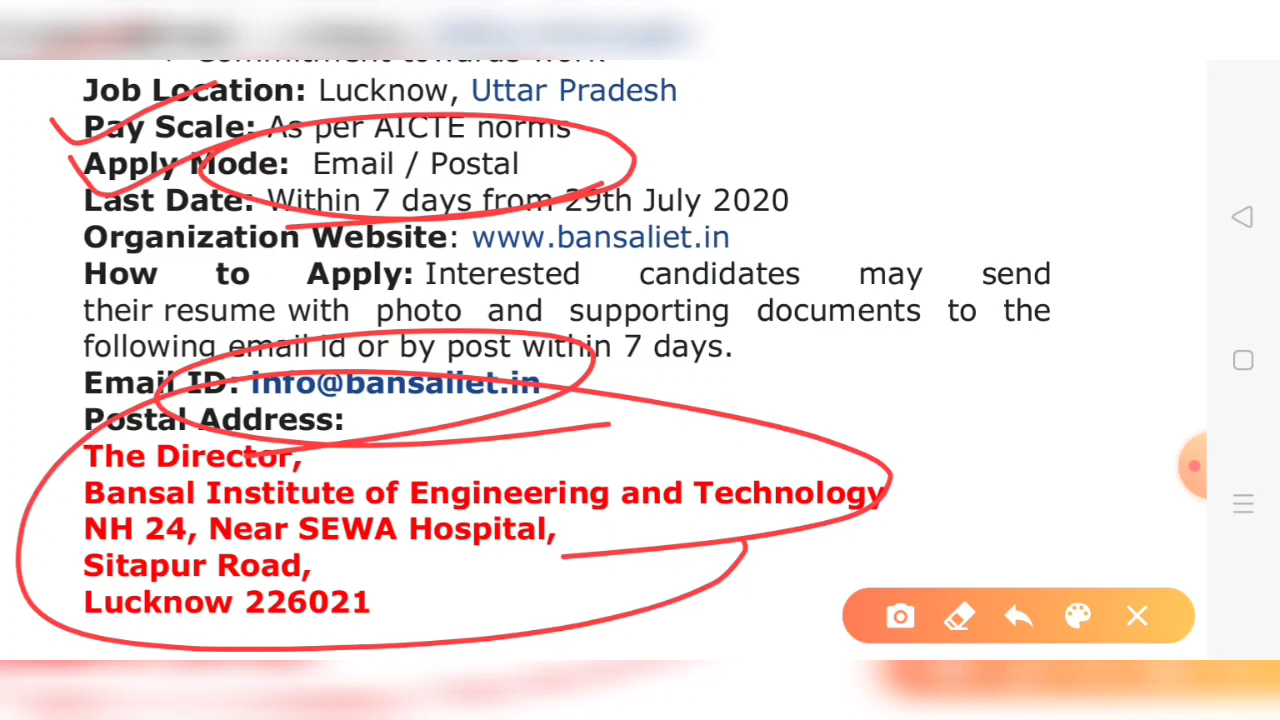 Commitment towards work
Job Location: Lucknow, Uttar Pradesh
Pay Scale: As per AICTE norms
Apply Mode: Email / Postal
Last Date: Within 7 days from 29th July 2020
Organization Website: www.bansaliet.in
How to Apply: Interested candidates may send
their resume with photo and supporting documents to the
following email id or by post within 7 days.
Email ID: info@bansaliet.in
Postal Address:
The Director,
Bansal Institute of Engineering and Technology
NH 24, Near SEWA Hospital,
Sitapur Road,
Lucknow 226021